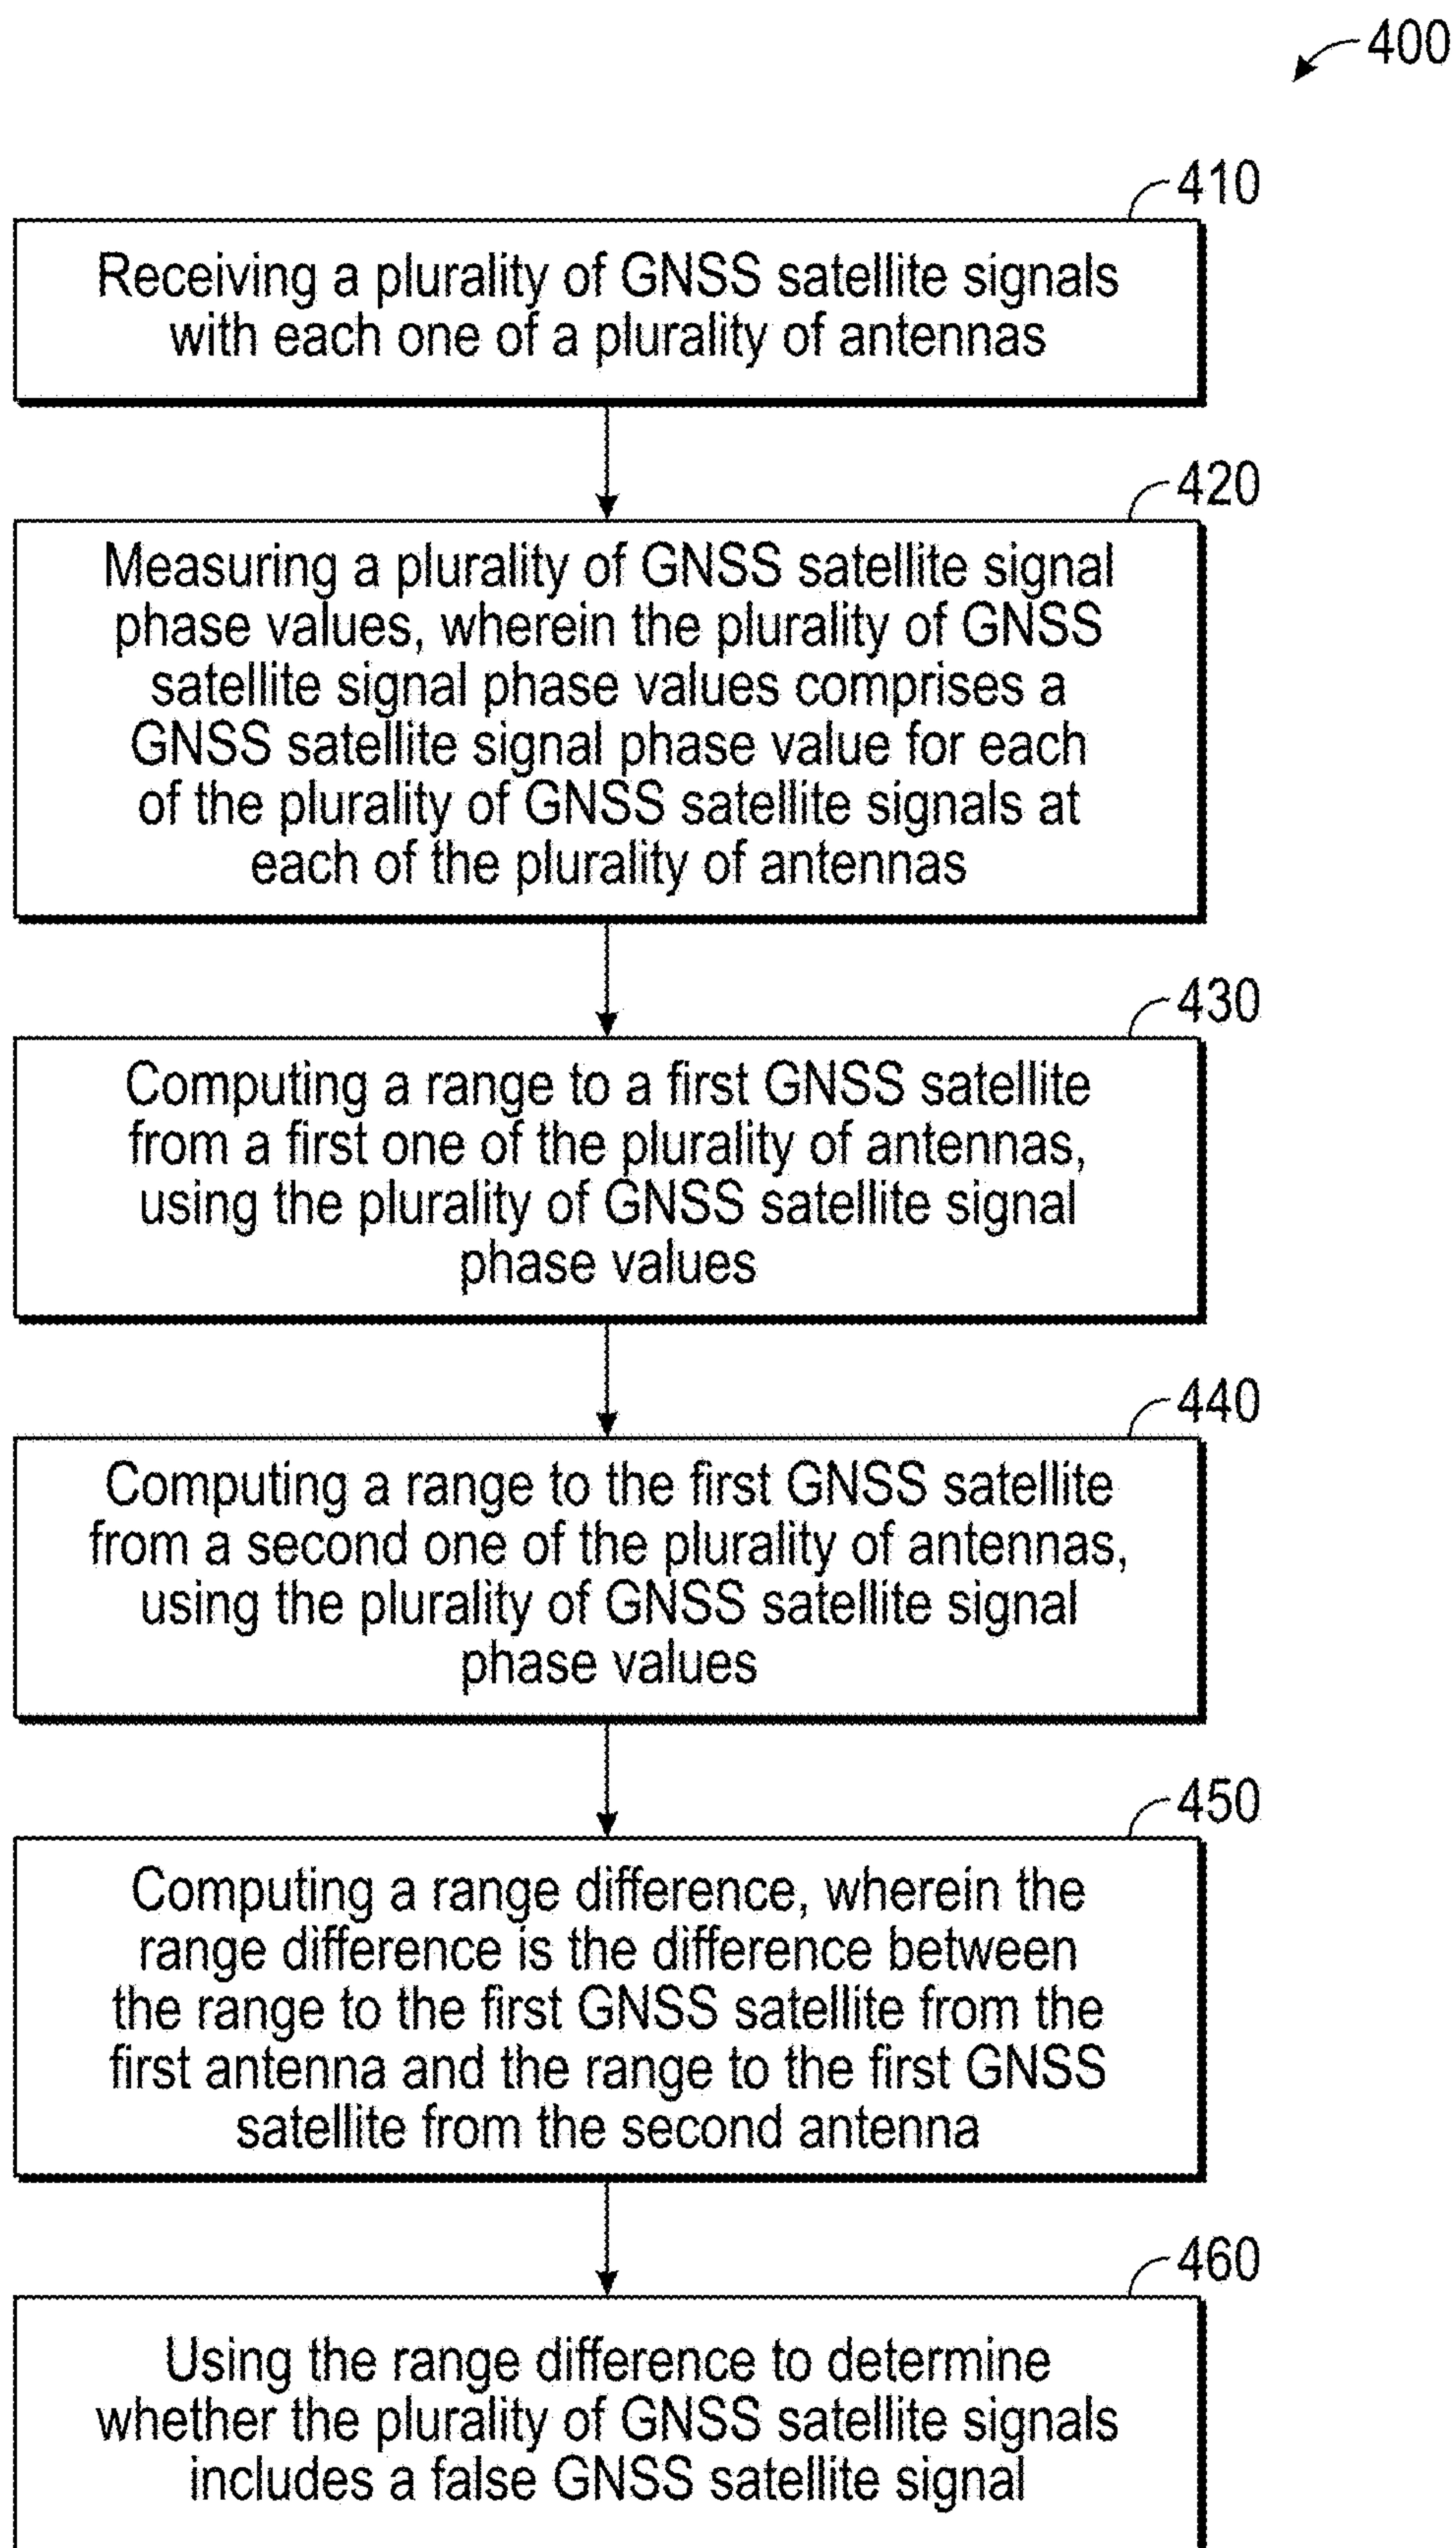 400
410
Receiving a plurality of GNSS satellite signals
with each one of a plurality of antennas
420
Measuring a plurality of GNSS satellite signal
phase values, wherein the plurality of GNSS
satellite signal phase values comprises a
GNSS satellite signal phase value for each
of the plurality of GNSS satellite signals at
each of the plurality of antennas
430
Computing a range to a first GNSS satellite
from a first one of the plurality of antennas,
using the plurality of GNSS satellite signal
phase values
440
Computing a range to the first GNSS satellite
from a second one of the plurality of antennas,
using the plurality of GNSS satellite signal
phase values
450
Computing a range difference, wherein the
range difference is the difference between
the range to the first GNSS satellite from the
first antenna and the range to the first GNSS
satellite from the second antenna
460
Using the range difference to determine
whether the plurality of GNSS satellite signals
includes a false GNSS satellite signal